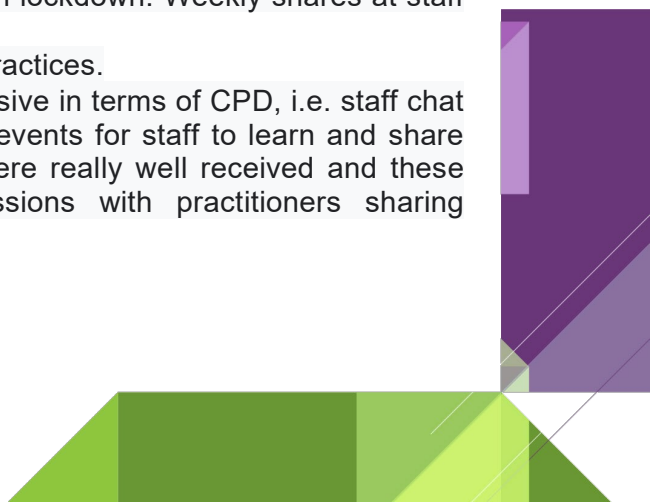 lockdown. Weekly shares at staff
ractices.
sive in terms of CPD, i.e. staff chat
events for staff to learn and share
ere really well received and these
ssions with practitioners sharing